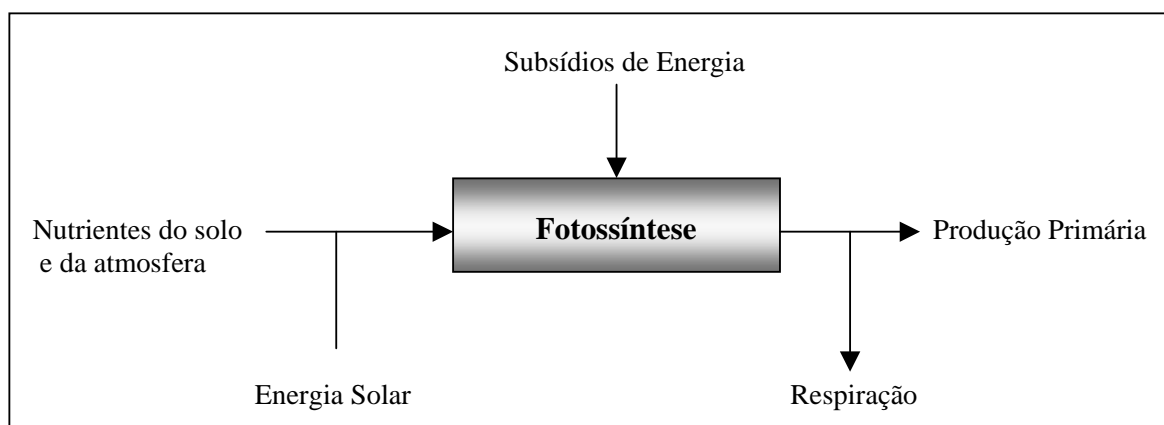 Subsídios de Energia
Fotossíntese
Nutrientes do solo
e da atmosfera
Produção Primária
Energia Solar
Respiração